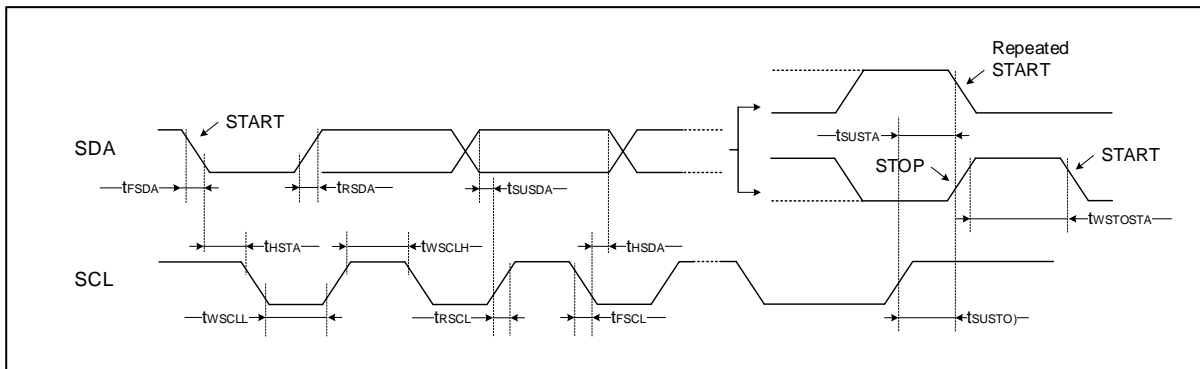 Repeated
START
START
SDA
tSUSTA
STOP
START
tFSDA
tRSDA
tSUSDA
tWSTOSTA
tHSTA
tWSCLH
tHSDA
SCL
tWSCLL
tRSCL
tFSCL
tSUSTO)